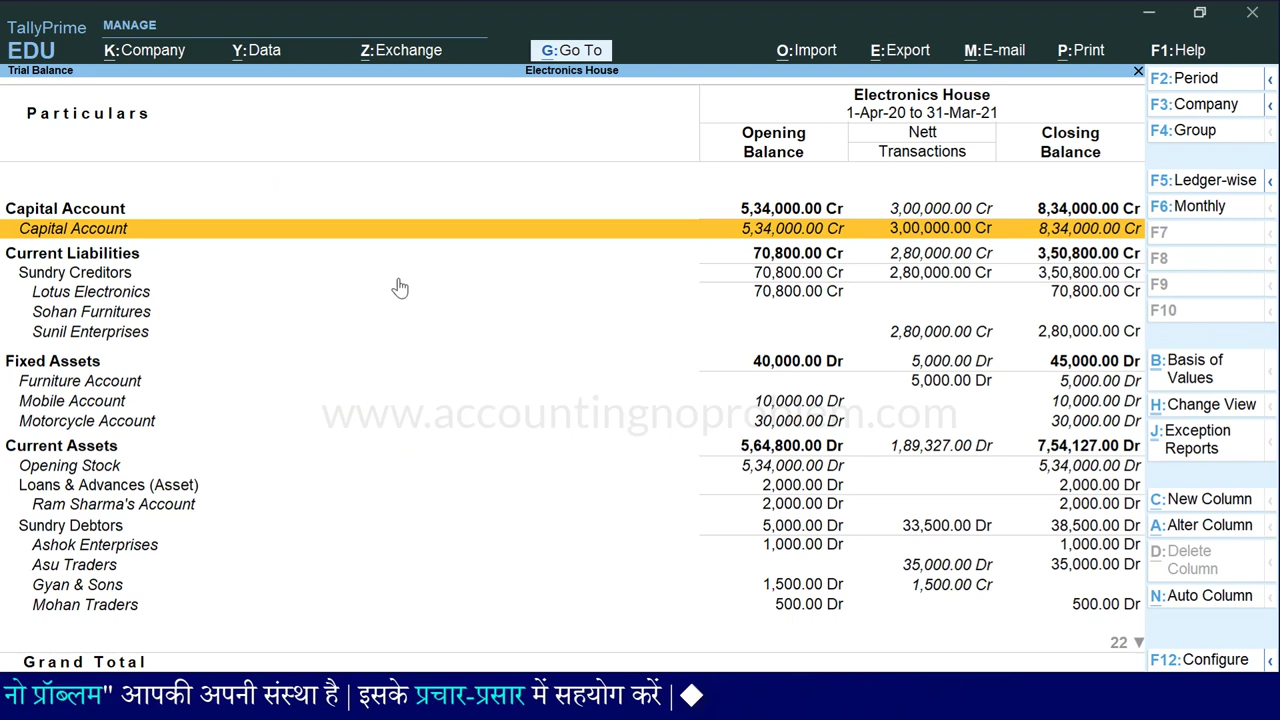 TallyPrime MANAGE
EDU K:Company Y:Data Z:Exchange G:Go To O:Import E:Export M:E-mail P:Print F1:Help
Trial Balance Electronics House
Particulars
Electronics House
1-Apr-20 to 31-Mar-21
Opening Balance Nett Transactions Closing Balance
Capital Account 5,34,000.00 Cr 3,00,000.00 Cr 8,34,000.00 Cr
Capital Account 5,34,000.00 Cr 3,00,000.00 Cr 8,34,000.00 Cr
Current Liabilities 70,800.00 Cr 2,80,000.00 Cr 3,50,800.00 Cr
Sundry Creditors 70,800.00 Cr 2,80,000.00 Cr 3,50,800.00 Cr
Lotus Electronics 70,800.00 Cr 70,800.00 Cr
Sohan Furnitures
Sunil Enterprises 2,80,000.00 Cr 2,80,000.00 Cr
Fixed Assets 40,000.00 Dr 5,000.00 Dr 45,000.00 Dr
Furniture Account 5,000.00 Dr 5,000.00 Dr
Mobile Account 10,000.00 Dr 10,000.00 Dr
www.accountingnoproblem.com
Motorcycle Account 30,000.00 Dr 30,000.00 Dr
Current Assets 5,64,800.00 Dr 1,89,327.00 Dr 7,54,127.00 Dr
Opening Stock 5,34,000.00 Dr 5,34,000.00 Dr
Loans & Advances (Asset) 2,000.00 Dr 2,000.00 Dr
Ram Sharma's Account 2,000.00 Dr 2,000.00 Dr
Sundry Debtors 5,000.00 Dr 33,500.00 Dr 38,500.00 Dr
Ashok Enterprises 1,000.00 Dr 1,000.00 Dr
Asu Traders 35,000.00 Dr 35,000.00 Dr
Gyan & Sons 1,500.00 Dr 1,500.00 Cr
Mohan Traders 500.00 Dr 500.00 Dr
22 ▼
Grand Total
F2:Period
F3:Company
F4:Group
F5:Ledger-wise
F6:Monthly
F7
F8
F9
F10
B:Basis of
Values
H:Change View
J:Exception
Reports
C:New Column
A:Alter Column
D:Delete
Column
N:Auto Column
F12:Configure
नो प्रॉब्लम" आपकी अपनी संस्था है | इसके प्रचार-प्रसार में सहयोग करें | ◆